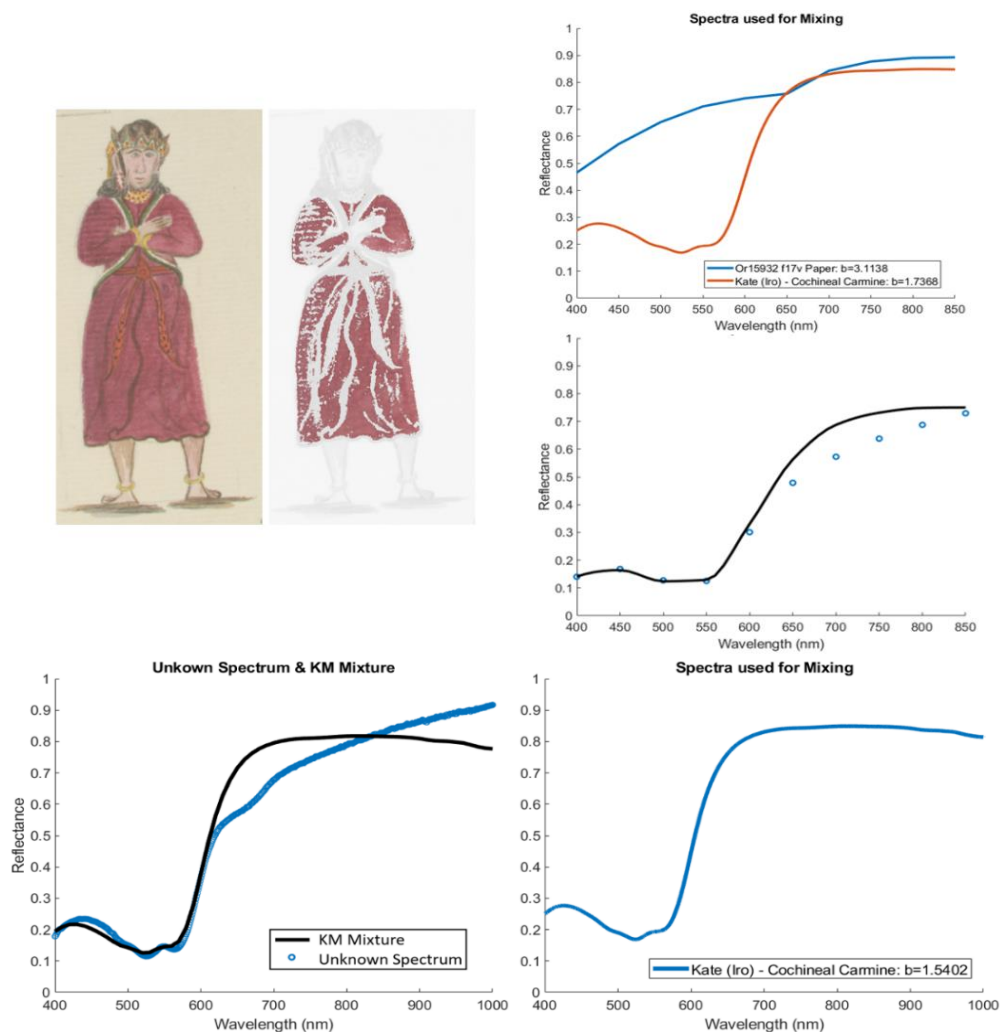 Spectra used for Mixing
1
0.9
0.8
0.7
0.6
0.5
0.4
0.3
0.2
0.1
0
Reflectance
Or15932 f17v Paper: b=3.1138
Kate (Iro) - Cochineal Carmine: b=1.7368
400 450 500 550 600 650 700 750 800 850
Wavelength (nm)
1
0.9
0.8
0.7
0.6
0.5
0.4
0.3
0.2
0.1
0
Reflectance
400 450 500 550 600 650 700 750 800 850
Wavelength (nm)
Unkown Spectrum & KM Mixture
1
0.9
0.8
0.7
0.6
0.5
0.4
0.3
0.2
0.1
0
Reflectance
KM Mixture
Unknown Spectrum
400 500 600 700 800 900 1000
Wavelength (nm)
Spectra used for Mixing
1
0.9
0.8
0.7
0.6
0.5
0.4
0.3
0.2
0.1
0
Reflectance
Kate (Iro) - Cochineal Carmine: b=1.5402
400 500 600 700 800 900 1000
Wavelength (nm)